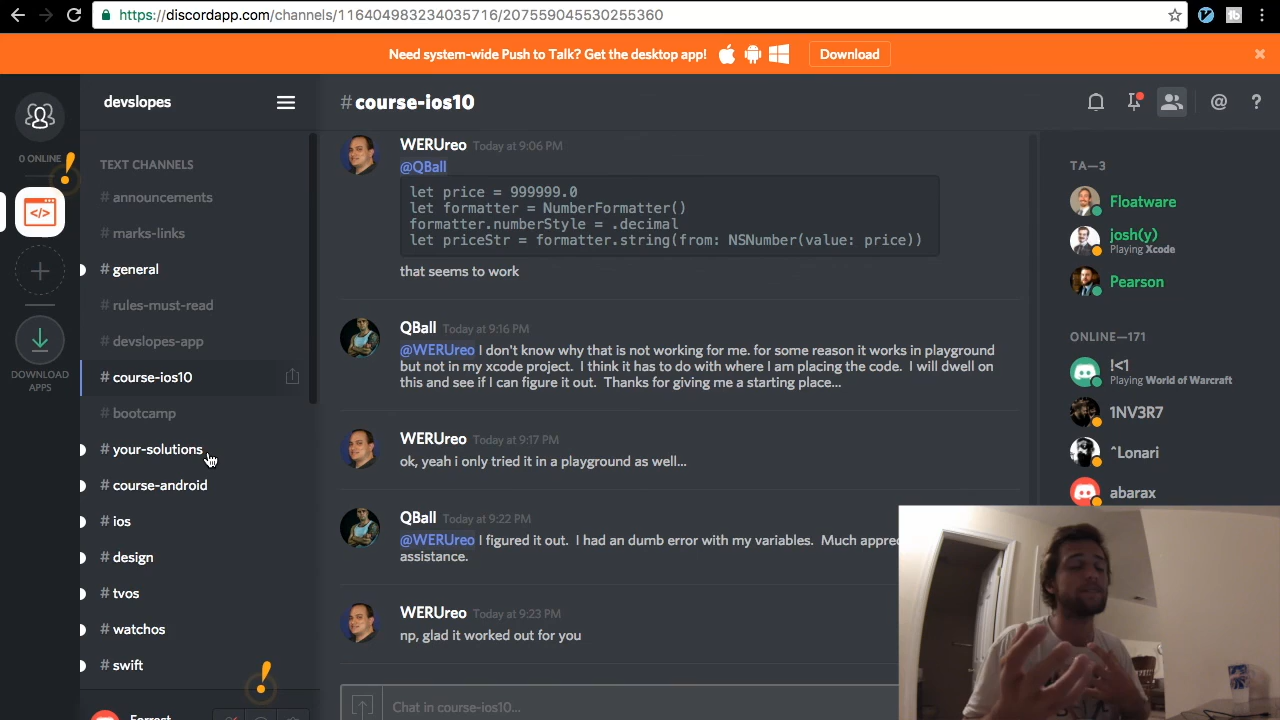 https://discordapp.com/channels/116404983234035716/207559045530255360
Need system-wide Push to Talk? Get the desktop app!
Download
0 ONLINE
DOWNLOAD
APPS
devslopes
TEXT CHANNELS
# announcements
# marks-links
# general
# rules-must-read
# devslopes-app
# course-ios10
# bootcamp
# your-solutions
# course-android
# ios
# design
# tvos
# watchos
# swift
Forrest
#course-ios10
WERUreo Today at 9:06 PM
@QBall
let price = 999999.0
let formatter = NumberFormatter()
formatter.numberStyle = .decimal
let priceStr = formatter.string(from: NSNumber(value: price))
that seems to work
QBall Today at 9:16 PM
@WERUreo I don't know why that is not working for me. for some reason it works in playground
but not in my xcode project. I think it has to do with where I am placing the code. I will dwell on
this and see if I can figure it out. Thanks for giving me a starting place...
WERUreo Today at 9:17 PM
ok, yeah i only tried it in a playground as well...
QBall Today at 9:22 PM
@WERUreo I figured it out. I had an dumb error with my variables. Much apprec
assistance.
WERUreo Today at 9:23 PM
np, glad it worked out for you
Chat in course-ios10...
@ ?
TA—3
Floatware
josh(y)
Playing Xcode
Pearson
ONLINE—171
!<1
Playing World of Warcraft
1NV3R7
^Lonari
abarax